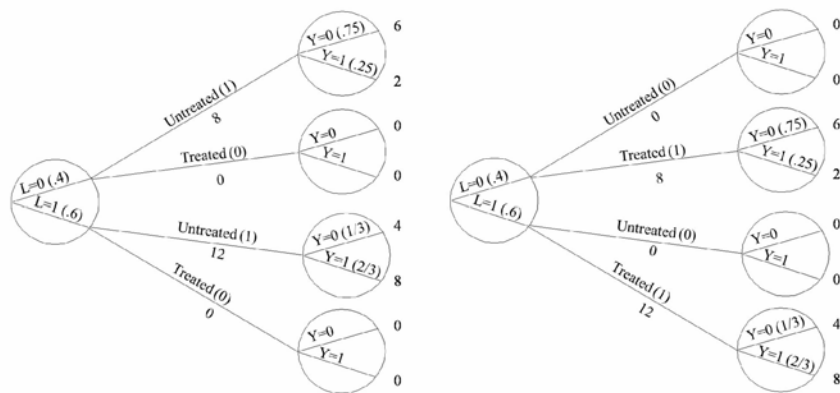 6
Y=0 (.75)
Y=1 (.25)
2
Untreated (1)
8
0
Y=0
Y=1
0
Treated (0)
0
L=0 (.4)
L=1 (.6)
Untreated (1)
12
4
Y=0 (1/3)
Y=1 (2/3)
8
Treated (0)
0
0
Y=0
Y=1
0
0
Y=0
Y=1
0
Untreated (0)
0
6
Y=0 (.75)
Y=1 (.25)
2
Treated (1)
8
L=0 (.4)
L=1 (.6)
Untreated (0)
0
0
Y=0
Y=1
0
Treated (1)
12
4
Y=0 (1/3)
Y=1 (2/3)
8